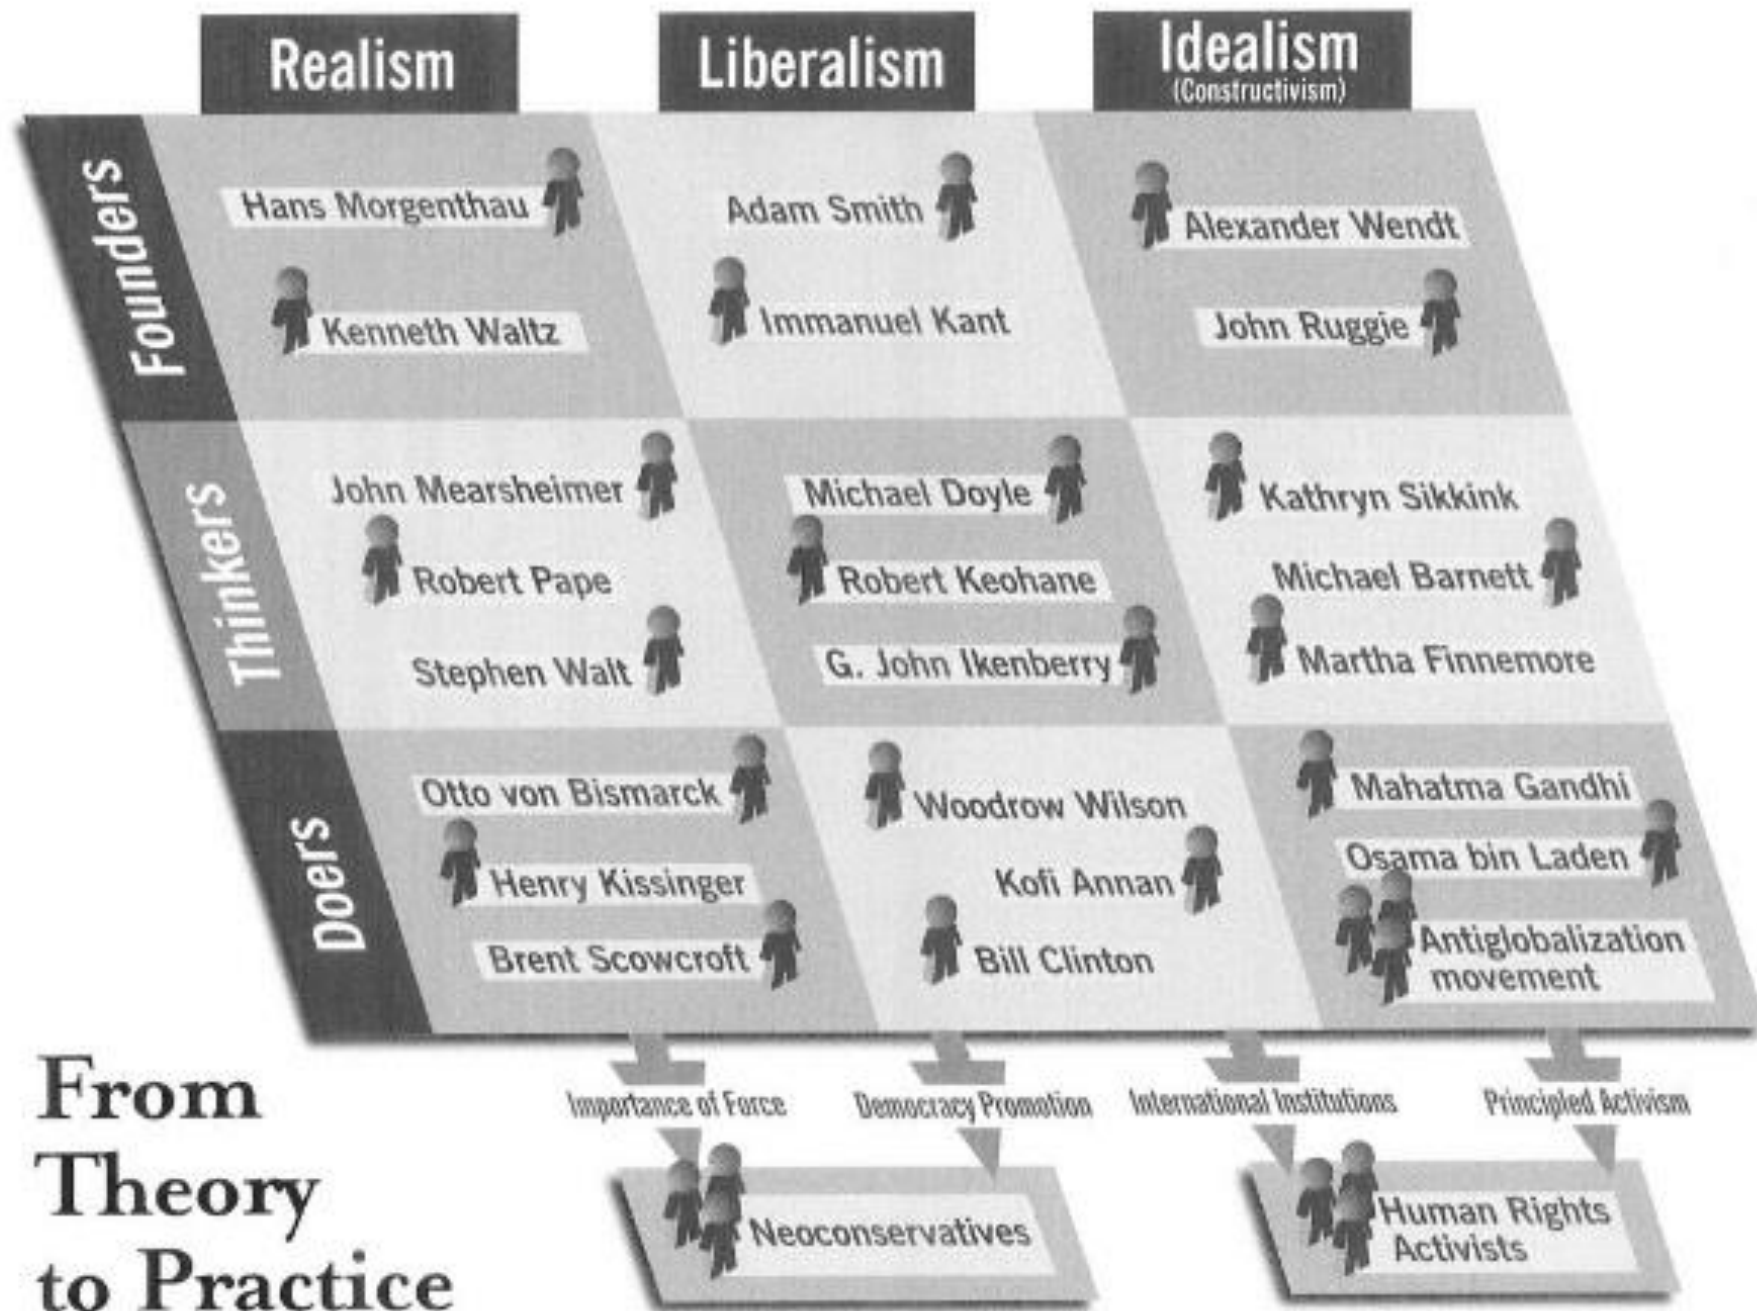 Realism
Liberalism
Idealism
(Constructivism)
Founders
Hans Morgenthau
Kenneth Waltz
Adam Smith
Immanuel Kant
Alexander Wendt
John Ruggie
Thinkers
John Mearsheimer
Robert Pape
Stephen Walt
Michael Doyle
Robert Keohane
G. John Ikenberry
Kathryn Sikkink
Michael Barnett
Martha Finnemore
Doers
Otto von Bismarck
Henry Kissinger
Brent Scowcroft
Woodrow Wilson
Kofi Annan
Bill Clinton
Mahatma Gandhi
Osama bin Laden
Antiglobalization
movement
From
Theory
to Practice
Importance of Force
Democracy Promotion
International Institutions
Principled Activism
Neoconservatives
Human Rights
Activists